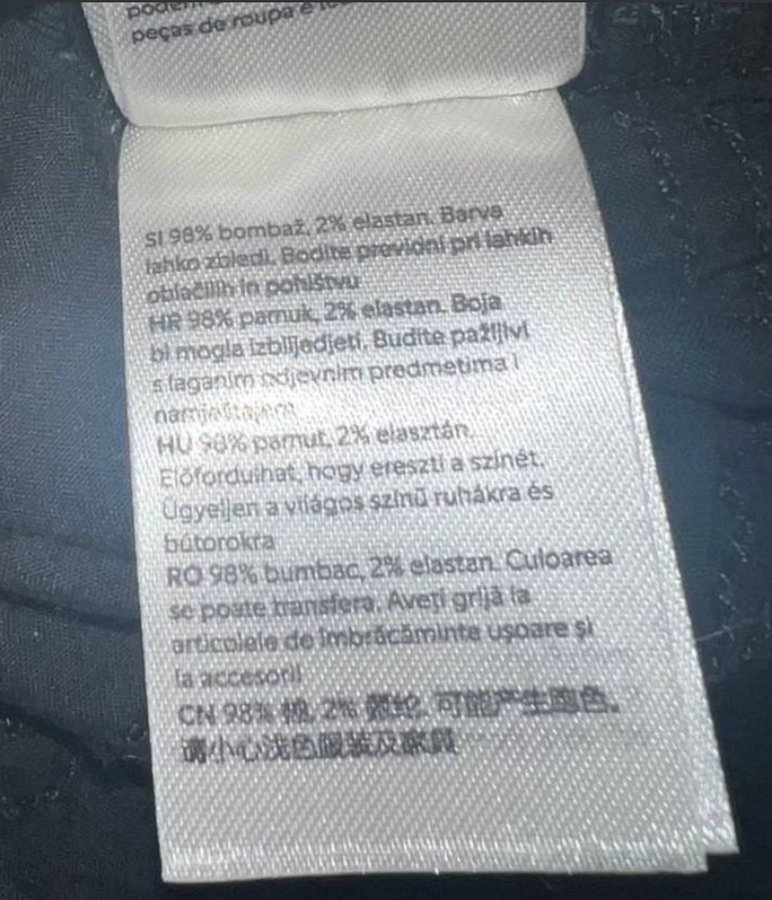 podem
peças de roupa e
SI 98% bombaž, 2% elastan. Barva
lahko zbledi. Bodite previdni pri lahkih
oblačilih in pohištvu
HR 98% pamuk, 2% elastan. Boja
bi mogla izblijedjeti. Budite pažljivi
s laganim odjevnim predmetima i
namještajem
HU 98% pamut, 2% elasztán.
Előfordulhat, hogy ereszti a színét.
Ügyeljen a világos színű ruhákra és
bútorokra
RO 98% bumbac, 2% elastan. Culoarea
se poate transfera. Aveți grijă la
articolele de îmbrăcăminte ușoare și
la accesorii
CN 98% 棉, 2% 氨纶. 可能产生跑色。
请小心浅色服装及家具